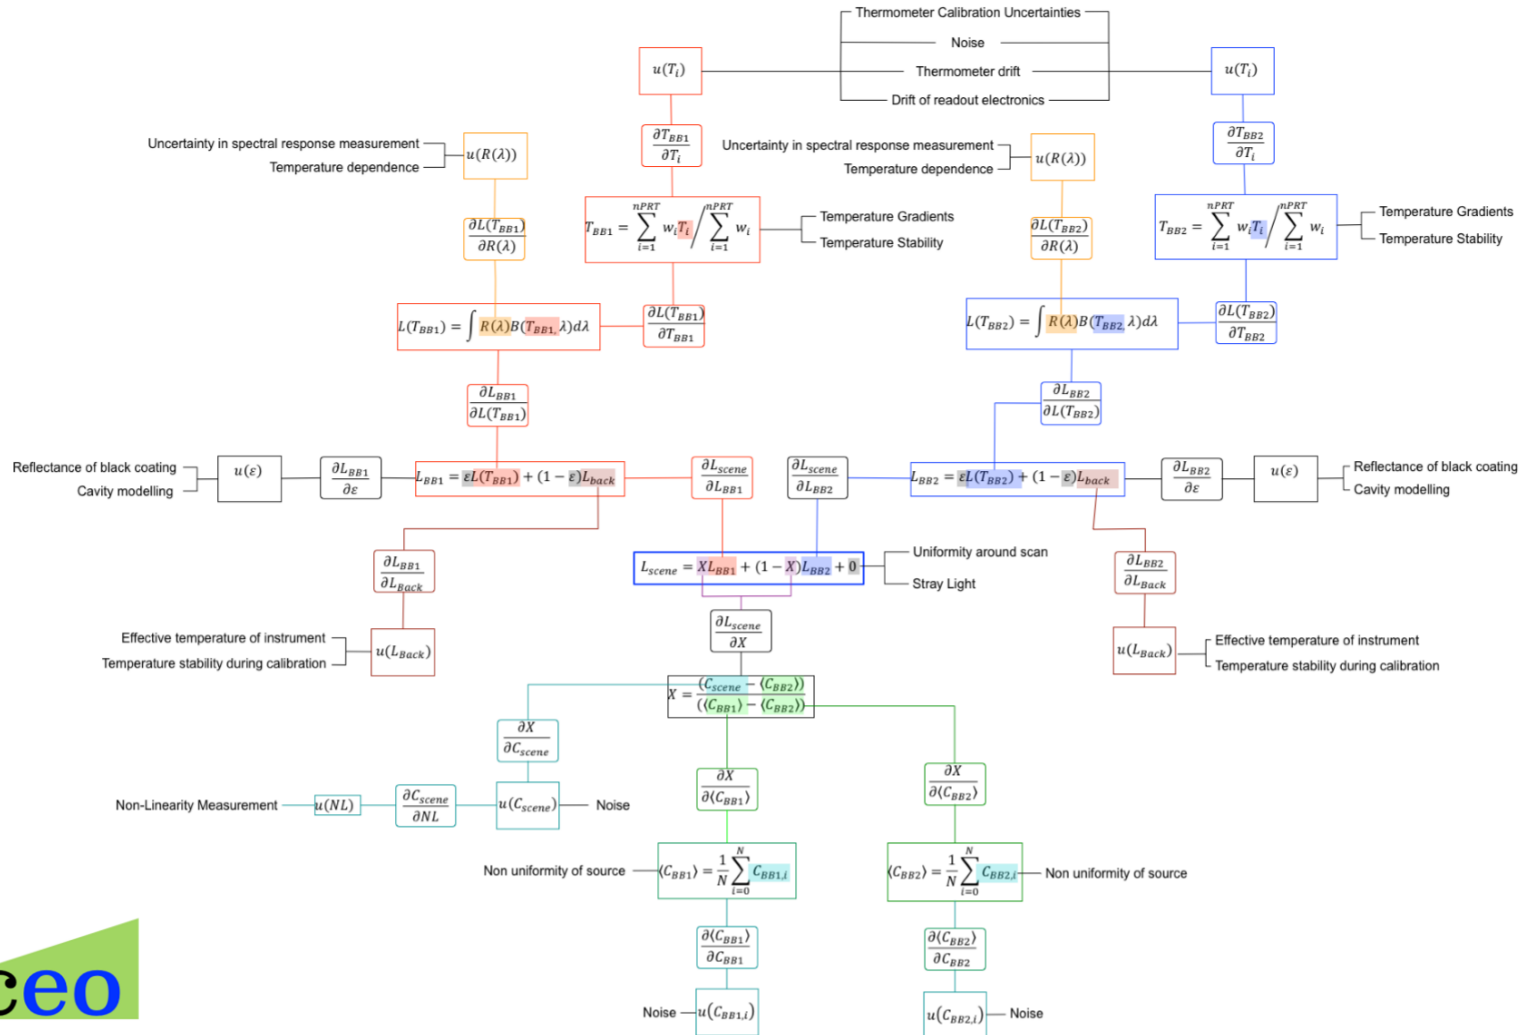 Thermometer Calibration Uncertainties
Noise
Thermometer drift
Drift of readout electronics
u(T_i)
u(T_i)
∂T_BB1/∂T_i
∂T_BB2/∂T_i
Uncertainty in spectral response measurement
Temperature dependence
u(R(λ))
Uncertainty in spectral response measurement
Temperature dependence
u(R(λ))
∂L(T_BB1)/∂R(λ)
T_BB1 = ∑_{i=1}^{nPRT} w_i T_i / ∑_{i=1}^{nPRT} w_i
Temperature Gradients
Temperature Stability
∂L(T_BB2)/∂R(λ)
T_BB2 = ∑_{i=1}^{nPRT} w_i T_i / ∑_{i=1}^{nPRT} w_i
Temperature Gradients
Temperature Stability
L(T_BB1) = ∫ R(λ)B(T_BB1, λ)dλ
∂L(T_BB1)/∂T_BB1
L(T_BB2) = ∫ R(λ)B(T_BB2, λ)dλ
∂L(T_BB2)/∂T_BB2
∂L_BB1/∂L(T_BB1)
∂L_BB2/∂L(T_BB2)
Reflectance of black coating
Cavity modelling
u(ε)
∂L_BB1/∂ε
L_BB1 = εL(T_BB1) + (1 − ε)L_back
∂L_scene/∂L_BB1
∂L_scene/∂L_BB2
L_BB2 = εL(T_BB2) + (1 − ε)L_back
∂L_BB2/∂ε
u(ε)
Reflectance of black coating
Cavity modelling
∂L_BB1/∂L_Back
L_scene = XL_BB1 + (1 − X)L_BB2 + 0
Uniformity around scan
Stray Light
∂L_BB2/∂L_Back
∂L_scene/∂X
Effective temperature of instrument
Temperature stability during calibration
u(L_Back)
u(L_Back)
Effective temperature of instrument
Temperature stability during calibration
X = (C_scene − ⟨C_BB2⟩)/(⟨C_BB1⟩ − ⟨C_BB2⟩)
∂X/∂C_scene
∂X/∂⟨C_BB1⟩
∂X/∂⟨C_BB2⟩
Non-Linearity Measurement
u(NL)
∂C_scene/∂NL
u(C_scene)
Noise
Non uniformity of source
⟨C_BB1⟩ = 1/N ∑_{i=0}^{N} C_BB1,i
⟨C_BB2⟩ = 1/N ∑_{i=0}^{N} C_BB2,i
Non uniformity of source
∂⟨C_BB1⟩/∂C_BB1
∂⟨C_BB2⟩/∂C_BB2
Noise
u(C_BB1,i)
u(C_BB2,i)
Noise
ceo